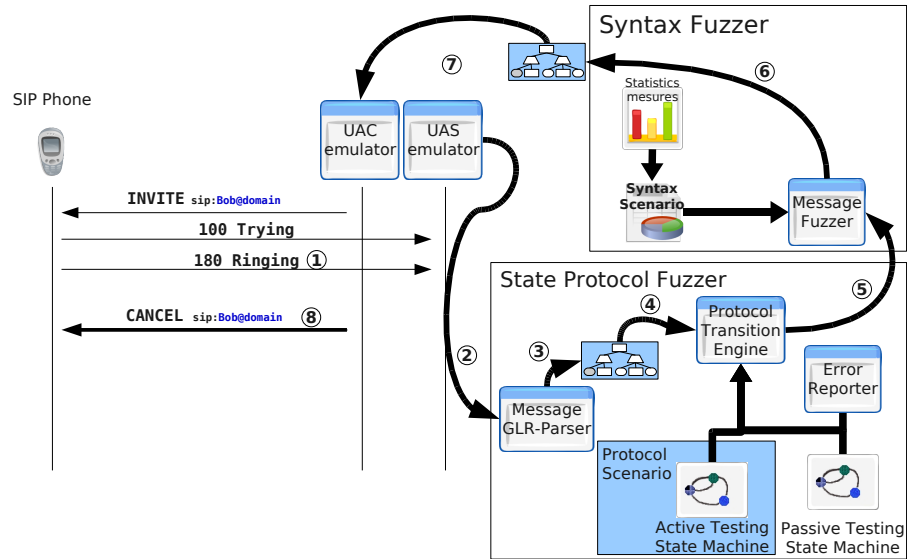 Syntax Fuzzer
⑦
⑥
Statistics
mesures
SIP Phone
UAC
emulator
UAS
emulator
Syntax
Scenario
Message
Fuzzer
INVITE sip:Bob@domain
100 Trying
180 Ringing ①
CANCEL sip:Bob@domain ⑧
State Protocol Fuzzer
⑤
④
③
②
Protocol
Transition
Engine
Error
Reporter
Message
GLR-Parser
Protocol
Scenario
Active Testing
State Machine
Passive Testing
State Machine